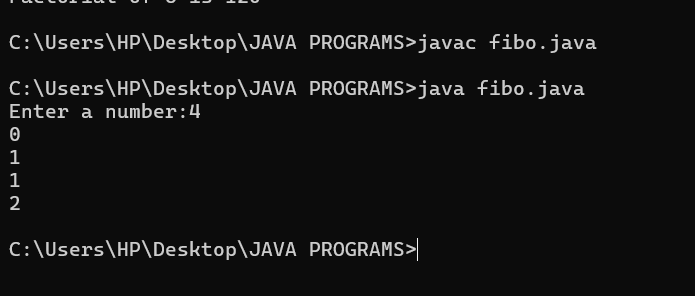 C:\Users\HP\Desktop\JAVA PROGRAMS>javac fibo.java
C:\Users\HP\Desktop\JAVA PROGRAMS>java fibo.java
Enter a number:4
0
1
1
2
C:\Users\HP\Desktop\JAVA PROGRAMS>